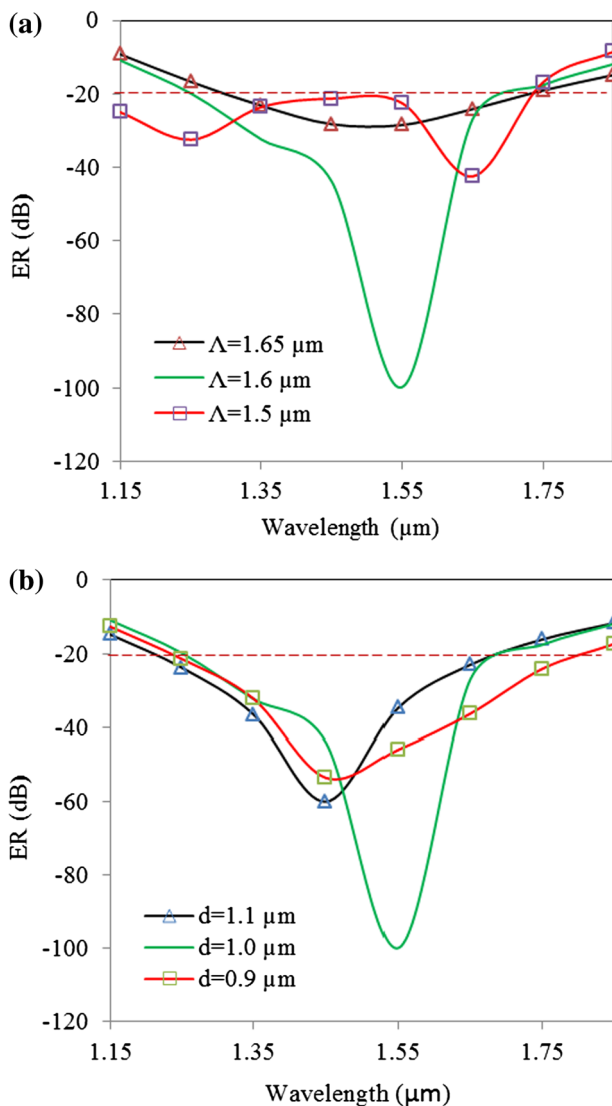 (a)
0
-20
-40
-60
-80
-100
-120
ER (dB)
Λ=1.65 µm
Λ=1.6 µm
Λ=1.5 µm
1.15 1.35 1.55 1.75
Wavelength (µm)
(b)
0
-20
-40
-60
-80
-100
-120
ER (dB)
d=1.1 µm
d=1.0 µm
d=0.9 µm
1.15 1.35 1.55 1.75
Wavelength (µm)